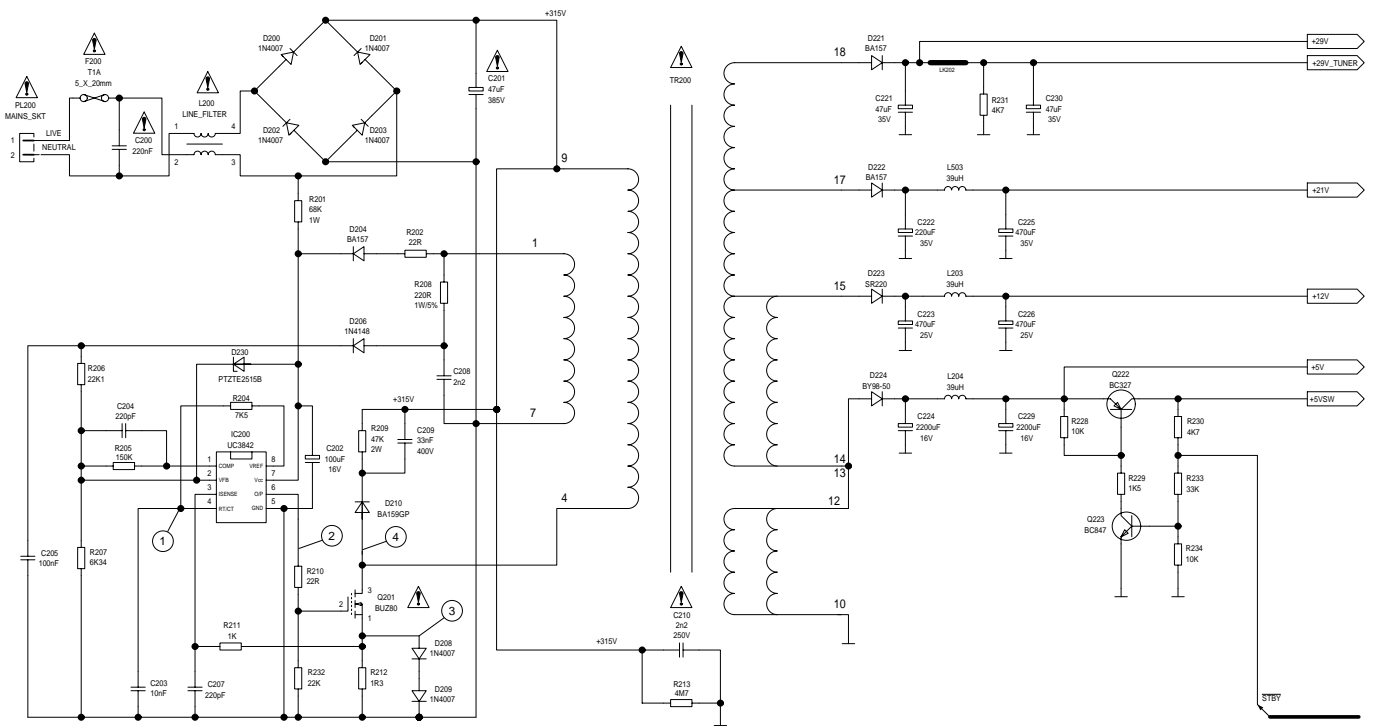 +315V
F200
T1A
5_X_20mm
PL200
MAINS_SKT
1
2
LIVE
NEUTRAL
C200
220nF
L200
LINE_FILTER
1
4
2
3
D200
1N4007
D201
1N4007
D202
1N4007
D203
1N4007
C201
47uF
385V
R201
68K
1W
D204
BA157
R202
22R
R208
220R
1W/5%
D206
1N4148
C208
2n2
9
1
7
4
+315V
R209
47K
2W
C209
33nF
400V
D210
BA159GP
R206
22K1
D230
PTZTE2515B
C204
220pF
R204
7K5
R205
150K
IC200
UC3842
1
COMP
VREF
8
2
VFB
Vcc
7
3
ISENSE
O/P
6
4
RT/CT
GND
5
C202
100uF
16V
1
2
4
3
C205
100nF
R207
6K34
R210
22R
Q201
BUZ80
3
2
1
R211
1K
C203
10nF
C207
220pF
R232
22K
R212
1R3
D208
1N4007
D209
1N4007
+315V
C210
2n2
250V
R213
4M7
TR200
18
17
15
14
13
12
10
D221
BA157
C221
47uF
35V
LK202
R231
4K7
C230
47uF
35V
+29V
+29V_TUNER
D222
BA157
L503
39uH
C222
220uF
35V
C225
470uF
35V
+21V
D223
SR220
L203
39uH
C223
470uF
25V
C226
470uF
25V
+12V
D224
BY98-50
L204
39uH
C224
2200uF
16V
C229
2200uF
16V
Q222
BC327
+5V
+5VSW
R228
10K
R230
4K7
R229
1K5
R233
33K
Q223
BC847
R234
10K
STBY